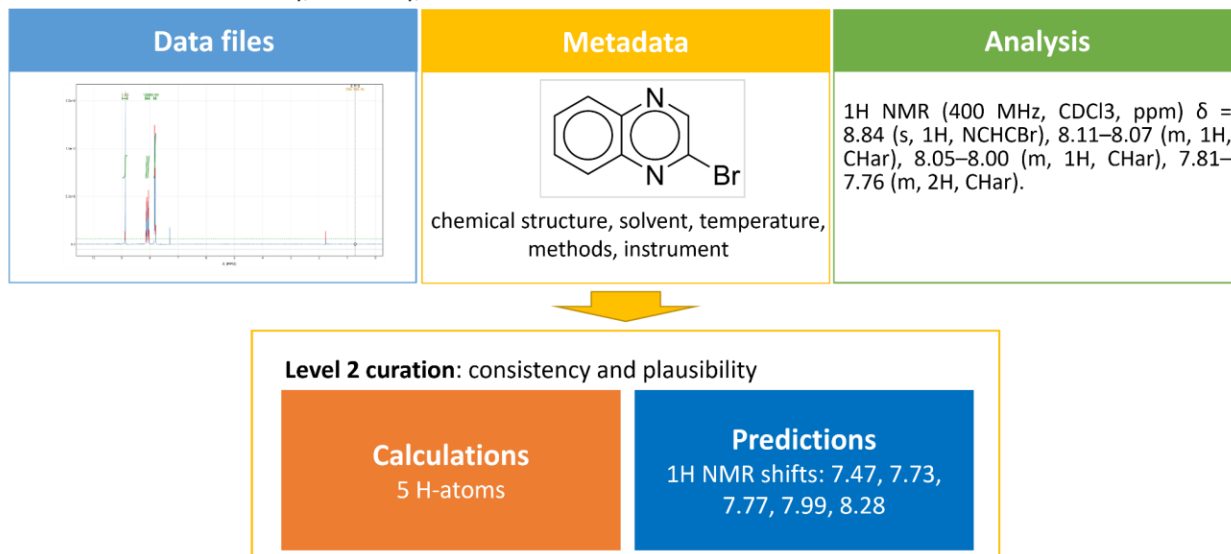 Data files
Metadata
Analysis
N
N
Br
chemical structure, solvent, temperature,
methods, instrument
1H NMR (400 MHz, CDCl3, ppm) δ =
8.84 (s, 1H, NCHCBr), 8.11–8.07 (m, 1H,
CHar), 8.05–8.00 (m, 1H, CHar), 7.81–
7.76 (m, 2H, CHar).
Level 2 curation: consistency and plausibility
Calculations
5 H-atoms
Predictions
1H NMR shifts: 7.47, 7.73,
7.77, 7.99, 8.28